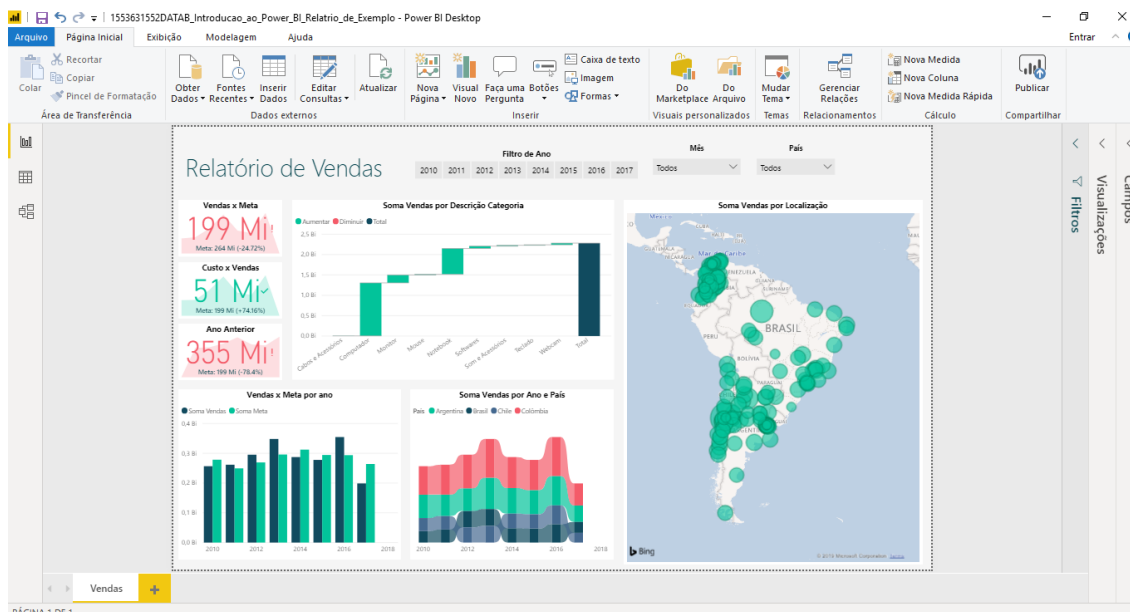 1553631552DATAB_Introducao_ao_Power_BI_Relatrio_de_Exemplo - Power BI Desktop
Arquivo Página Inicial Exibição Modelagem Ajuda Entrar
Colar
Recortar
Copiar
Pincel de Formatação
Área de Transferência
Obter Dados
Fontes Recentes
Inserir Dados
Editar Consultas
Atualizar
Dados externos
Nova Página
Visual Novo
Faça uma Pergunta
Botões
Caixa de texto
Imagem
Formas
Inserir
Do Marketplace
Do Arquivo
Visuais personalizados
Mudar Tema
Temas
Gerenciar Relações
Relacionamentos
Nova Medida
Nova Coluna
Nova Medida Rápida
Cálculo
Publicar
Compartilhar
Relatório de Vendas
Filtro de Ano
2010 2011 2012 2013 2014 2015 2016 2017
Mês
Todos
País
Todos
Vendas x Meta
199 Mi!
Meta: 264 Mi (-24.72%)
Custo x Vendas
51 Mi
Meta: 199 Mi (+74.16%)
Ano Anterior
355 Mi!
Meta: 199 Mi (-78.4%)
Soma Vendas por Descrição Categoria
Aumentar Diminuir Total
2,5 Bi
2,0 Bi
1,5 Bi
1,0 Bi
0,5 Bi
0,0 Bi
Cabos e Acessórios Computador Monitor Mouse Notebook Softwares Som e Acessórios Teclado Webcam Total
Soma Vendas por Localização
BRASIL
PERU
BOLÍVIA
Bing
Vendas x Meta por ano
Soma Vendas Soma Meta
0,4 Bi
0,3 Bi
0,2 Bi
0,1 Bi
0,0 Bi
2010 2012 2014 2016 2018
Soma Vendas por Ano e País
País Argentina Brasil Chile Colômbia
2010 2012 2014 2016 2018
Filtros
Visualizações
Campos
Vendas
PÁGINA 1 DE 1